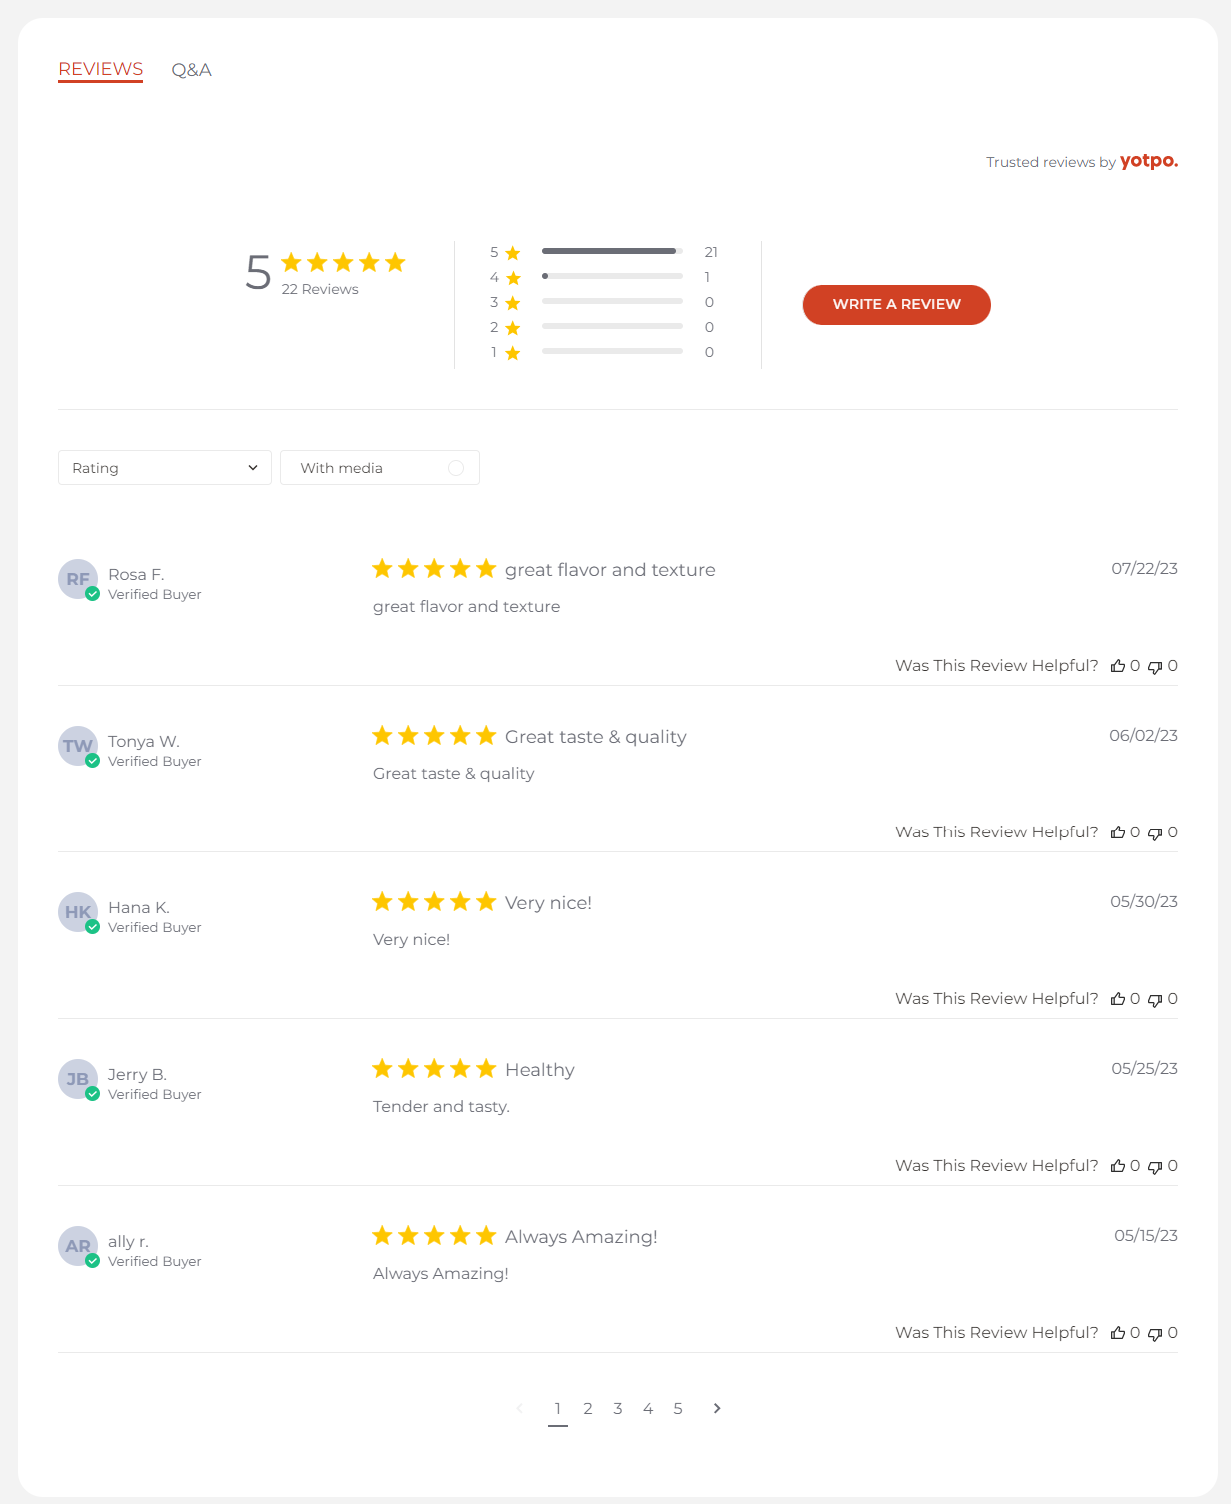 REVIEWS Q&A
Trusted reviews by yotpo.
5
22 Reviews
5 21
4 1
3 0
2 0
1 0
WRITE A REVIEW
Rating With media
RF Rosa F.
Verified Buyer
great flavor and texture 07/22/23
great flavor and texture
Was This Review Helpful? 0 0
TW Tonya W.
Verified Buyer
Great taste & quality 06/02/23
Great taste & quality
Was This Review Helpful? 0 0
HK Hana K.
Verified Buyer
Very nice! 05/30/23
Very nice!
Was This Review Helpful? 0 0
JB Jerry B.
Verified Buyer
Healthy 05/25/23
Tender and tasty.
Was This Review Helpful? 0 0
AR ally r.
Verified Buyer
Always Amazing! 05/15/23
Always Amazing!
Was This Review Helpful? 0 0
1 2 3 4 5